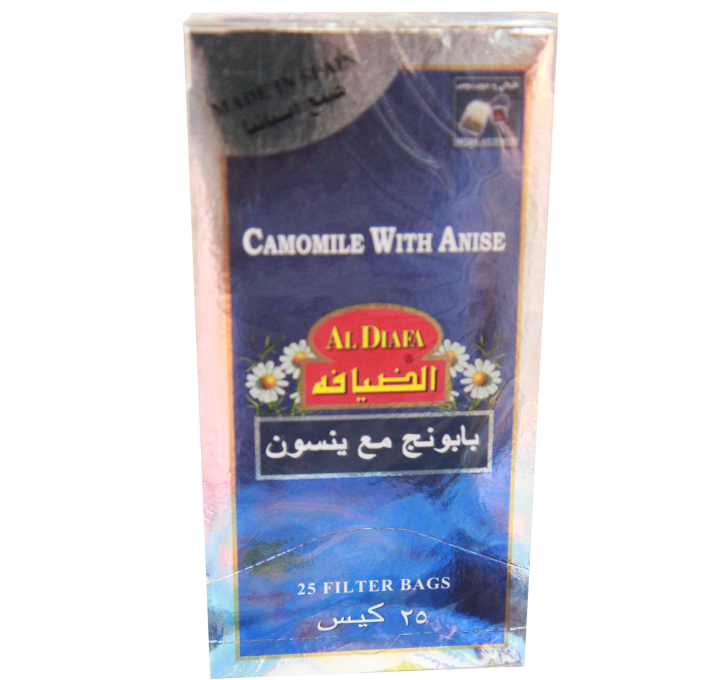 MADE IN SPAIN
صنع اسبانيا
CAMOMILE WITH ANISE
AL DIAFA
الضيافه
بابونج مع ينسون
25 FILTER BAGS
٢٥ كيس